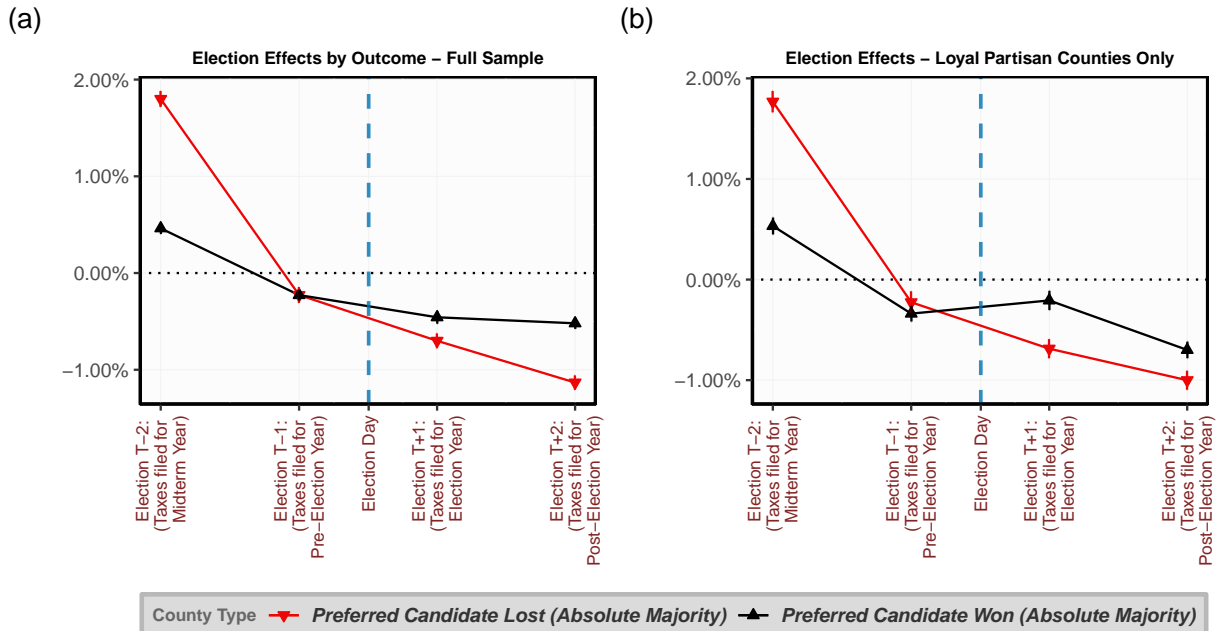 (a)
Election Effects by Outcome − Full Sample
2.00%
1.00%
0.00%
−1.00%
Election T−2:
(Taxes filed for
Midterm Year)
Election T−1:
(Taxes filed for
Pre−Election Year)
Election Day
Election T+1:
(Taxes filed for
Election Year)
Election T+2:
(Taxes filed for
Post−Election Year)
(b)
Election Effects − Loyal Partisan Counties Only
2.00%
1.00%
0.00%
−1.00%
Election T−2:
(Taxes filed for
Midterm Year)
Election T−1:
(Taxes filed for
Pre−Election Year)
Election Day
Election T+1:
(Taxes filed for
Election Year)
Election T+2:
(Taxes filed for
Post−Election Year)
County Type Preferred Candidate Lost (Absolute Majority) Preferred Candidate Won (Absolute Majority)